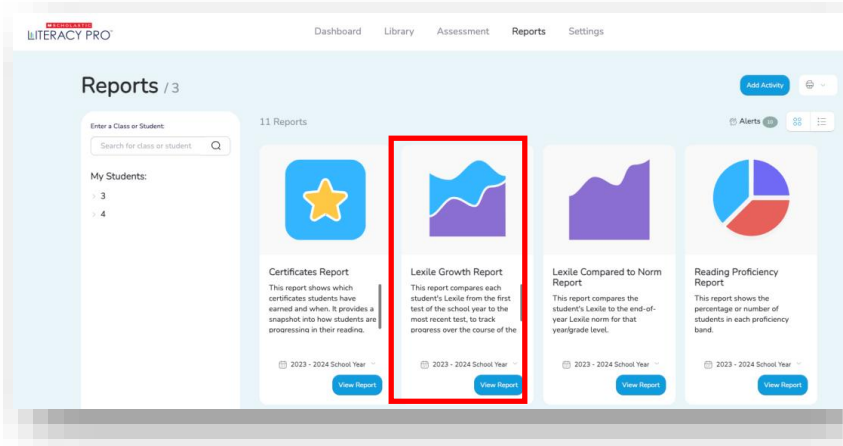 SCHOLASTIC
LITERACY PRO
Dashboard Library Assessment Reports Settings
Reports / 3
Add Activity
Enter a Class or Student:
Search for class or student
My Students:
3
4
11 Reports
Alerts 10
Certificates Report
This report shows which
certificates students have
earned and when. It provides a
snapshot into how students are
progressing in their reading.
2023 - 2024 School Year
View Report
Lexile Growth Report
This report compares each
student's Lexile from the first
test of the school year to the
most recent test, to track
progress over the course of the
2023 - 2024 School Year
View Report
Lexile Compared to Norm
Report
This report compares the
student's Lexile to the end-of-
year Lexile norm for that
year/grade level.
2023 - 2024 School Year
View Report
Reading Proficiency
Report
This report shows the
percentage or number of
students in each proficiency
band.
2023 - 2024 School Year
View Report